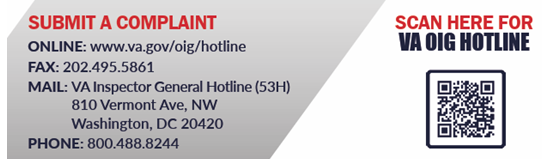 SUBMIT A COMPLAINT
ONLINE: www.va.gov/oig/hotline
FAX: 202.495.5861
MAIL: VA Inspector General Hotline (53H)
810 Vermont Ave, NW
Washington, DC 20420
PHONE: 800.488.8244
SCAN HERE FOR
VA OIG HOTLINE